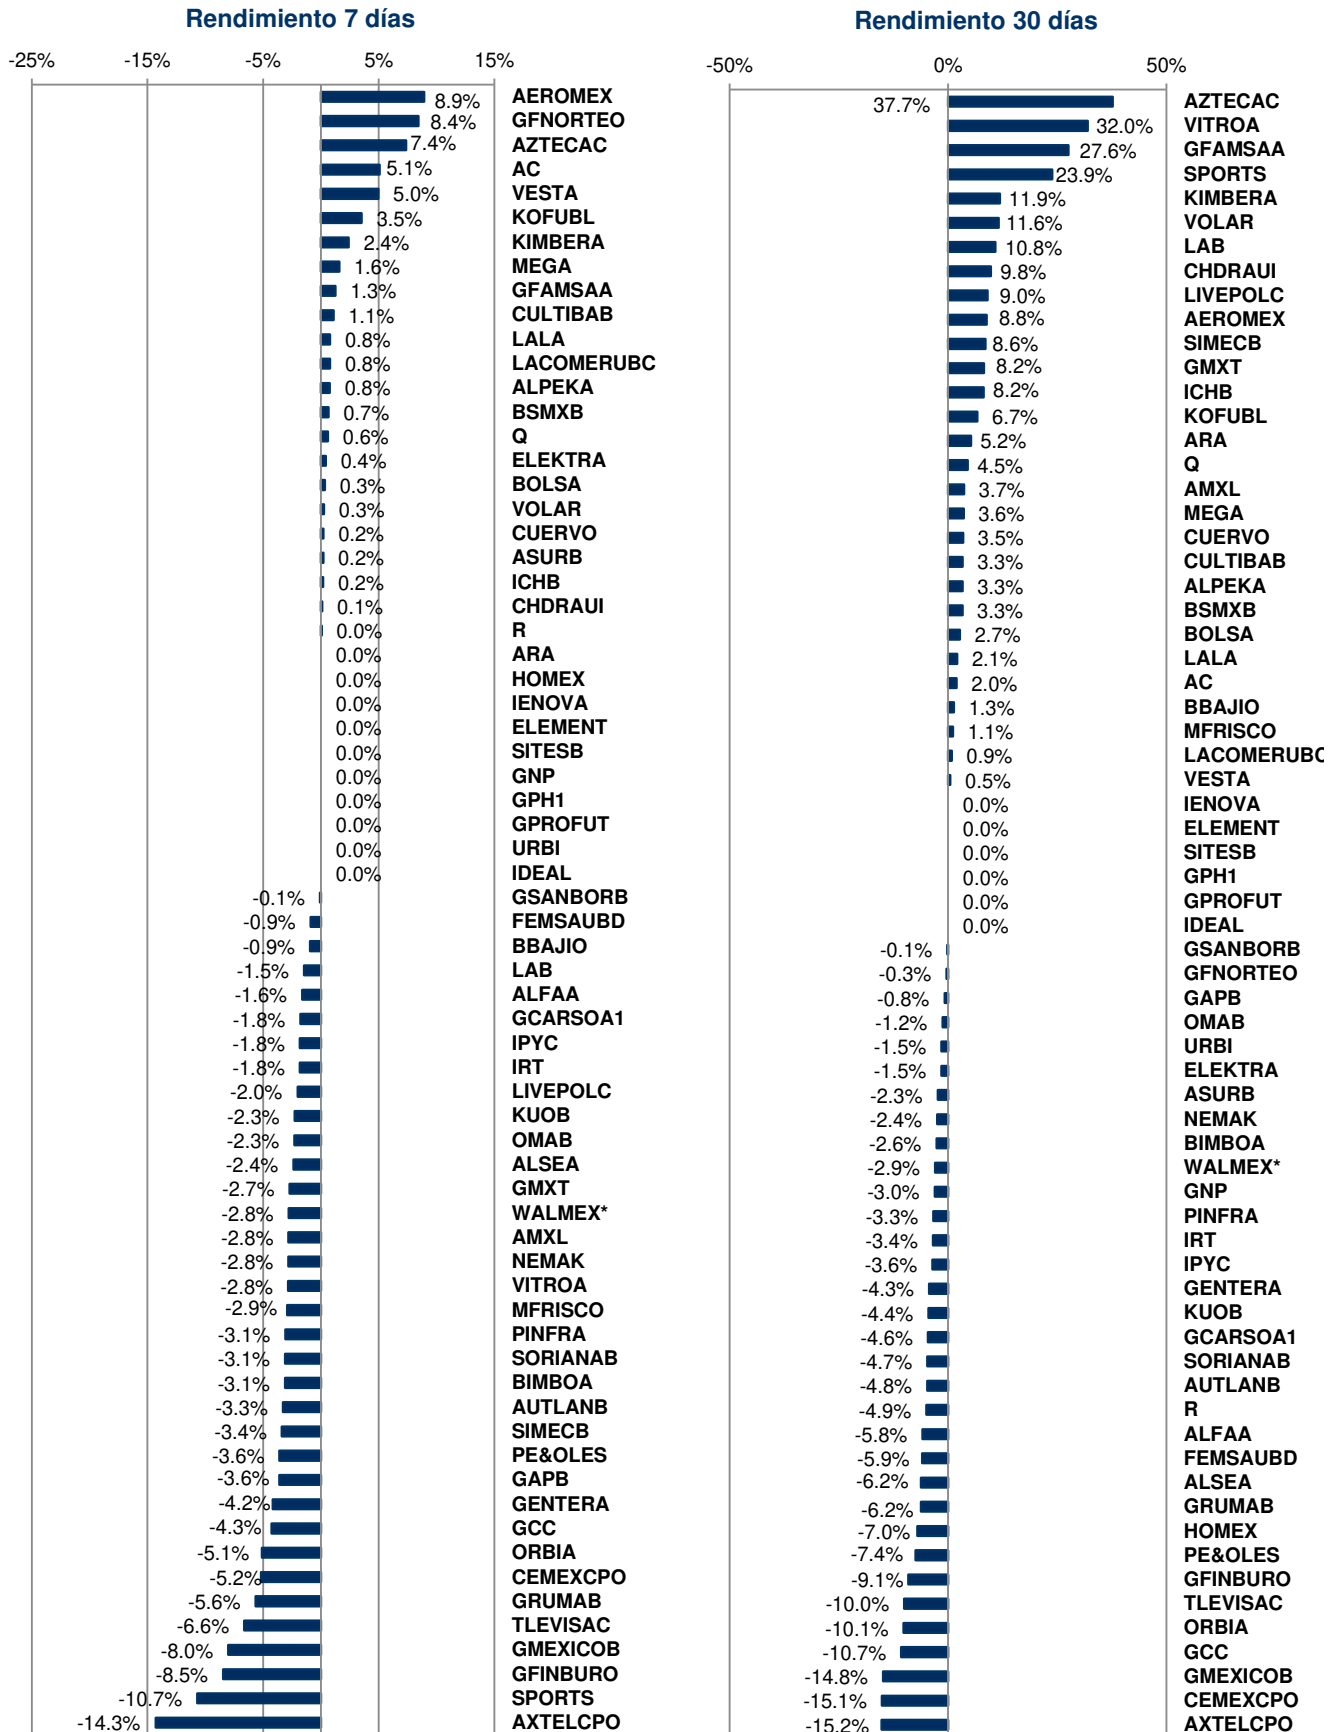 Rendimiento 7 días
-25% -15% -5% 5% 15%
8.9% AEROMEX
8.4% GFNORTEO
7.4% AZTECAC
5.1% AC
5.0% VESTA
3.5% KOFUBL
2.4% KIMBERA
1.6% MEGA
1.3% GFAMSAA
1.1% CULTIBAB
0.8% LALA
0.8% LACOMERUBC
0.8% ALPEKA
0.7% BSMXB
0.6% Q
0.4% ELEKTRA
0.3% BOLSA
0.3% VOLAR
0.2% CUERVO
0.2% ASURB
0.2% ICHB
0.1% CHDRAUI
0.0% R
0.0% ARA
0.0% HOMEX
0.0% IENOVA
0.0% ELEMENT
0.0% SITESB
0.0% GNP
0.0% GPH1
0.0% GPROFUT
0.0% URBI
0.0% IDEAL
-0.1% GSANBORB
-0.9% FEMSAUBD
-0.9% BBAJIO
-1.5% LAB
-1.6% ALFAA
-1.8% GCARSOA1
-1.8% IPYC
-1.8% IRT
-2.0% LIVEPOLC
-2.3% KUOB
-2.3% OMAB
-2.4% ALSEA
-2.7% GMXT
-2.8% WALMEX*
-2.8% AMXL
-2.8% NEMAK
-2.8% VITROA
-2.9% MFRISCO
-3.1% PINFRA
-3.1% SORIANAB
-3.1% BIMBOA
-3.3% AUTLANB
-3.4% SIMECB
-3.6% PE&OLES
-3.6% GAPB
-4.2% GENTERA
-4.3% GCC
-5.1% ORBIA
-5.2% CEMEXCPO
-5.6% GRUMAB
-6.6% TLEVISAC
-8.0% GMEXICOB
-8.5% GFINBURO
-10.7% SPORTS
-14.3% AXTELCPO
Rendimiento 30 días
-50% 0% 50%
37.7% AZTECAC
32.0% VITROA
27.6% GFAMSAA
23.9% SPORTS
11.9% KIMBERA
11.6% VOLAR
10.8% LAB
9.8% CHDRAUI
9.0% LIVEPOLC
8.8% AEROMEX
8.6% SIMECB
8.2% GMXT
8.2% ICHB
6.7% KOFUBL
5.2% ARA
4.5% Q
3.7% AMXL
3.6% MEGA
3.5% CUERVO
3.3% CULTIBAB
3.3% ALPEKA
3.3% BSMXB
2.7% BOLSA
2.1% LALA
2.0% AC
1.3% BBAJIO
1.1% MFRISCO
0.9% LACOMERUBC
0.5% VESTA
0.0% IENOVA
0.0% ELEMENT
0.0% SITESB
0.0% GPH1
0.0% GPROFUT
0.0% IDEAL
-0.1% GSANBORB
-0.3% GFNORTEO
-0.8% GAPB
-1.2% OMAB
-1.5% URBI
-1.5% ELEKTRA
-2.3% ASURB
-2.4% NEMAK
-2.6% BIMBOA
-2.9% WALMEX*
-3.0% GNP
-3.3% PINFRA
-3.4% IRT
-3.6% IPYC
-4.3% GENTERA
-4.4% KUOB
-4.6% GCARSOA1
-4.7% SORIANAB
-4.8% AUTLANB
-4.9% R
-5.8% ALFAA
-5.9% FEMSAUBD
-6.2% ALSEA
-6.2% GRUMAB
-7.0% HOMEX
-7.4% PE&OLES
-9.1% GFINBURO
-10.0% TLEVISAC
-10.1% ORBIA
-10.7% GCC
-14.8% GMEXICOB
-15.1% CEMEXCPO
-15.2% AXTELCPO